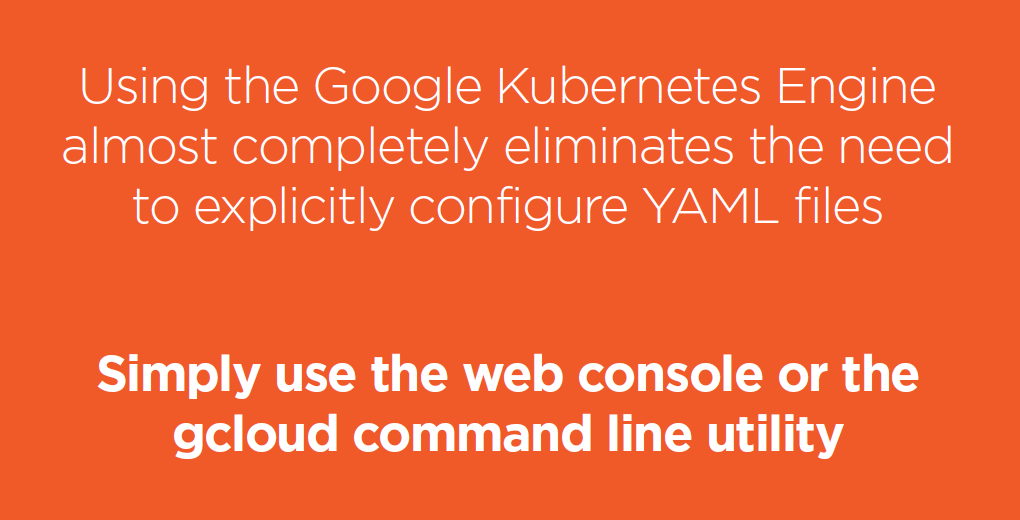 Using the Google Kubernetes Engine
almost completely eliminates the need
to explicitly configure YAML files
Simply use the web console or the
gcloud command line utility